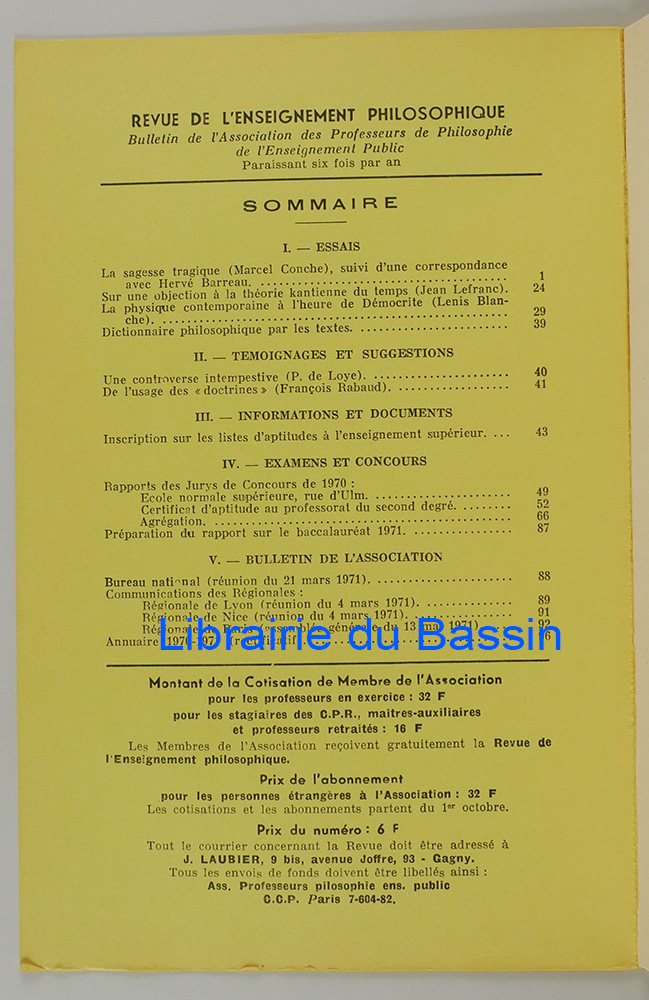 REVUE DE L'ENSEIGNEMENT PHILOSOPHIQUE
Bulletin de l'Association des Professeurs de Philosophie
de l'Enseignement Public
Paraissant six fois par an
SOMMAIRE
I. — ESSAIS
La sagesse tragique (Marcel Conche), suivi d'une correspondance
avec Hervé Barreau. 1
Sur une objection à la théorie kantienne du temps (Jean Lefranc). 24
La physique contemporaine à l'heure de Démocrite (Lenis Blan-
che). 29
Dictionnaire philosophique par les textes. 39
II. — TEMOIGNAGES ET SUGGESTIONS
Une controverse intempestive (P. de Loye). 40
De l'usage des « doctrines » (François Rabaud). 41
III. — INFORMATIONS ET DOCUMENTS
Inscription sur les listes d'aptitudes à l'enseignement supérieur. ... 43
IV. — EXAMENS ET CONCOURS
Rapports des Jurys de Concours de 1970 :
Ecole normale supérieure, rue d'Ulm. 49
Certificat d'aptitude au professorat du second degré. 52
Agrégation. 66
Préparation du rapport sur le baccalauréat 1971. 87
V. — BULLETIN DE L'ASSOCIATION
Bureau national (réunion du 21 mars 1971). 88
Communications des Régionales :
Régionale de Lyon (réunion du 4 mars 1971). 89
Régionale de Nice (réunion du 4 mars 1971). 91
générale du 13 mai 1971). 92
Annuaire 1970-1971
Librairie du Bassin
Montant de la Cotisation de Membre de l'Association
pour les professeurs en exercice : 32 F
pour les stagiaires des C.P.R., maitres-auxiliaires
et professeurs retraités : 16 F
Les Membres de l'Association reçoivent gratuitement la Revue de
l'Enseignement philosophique.
Prix de l'abonnement
pour les personnes étrangères à l'Association : 32 F
Les cotisations et les abonnements partent du 1er octobre.
Prix du numéro : 6 F
Tout le courrier concernant la Revue doit être adressé à
J. LAUBIER, 9 bis, avenue Joffre, 93 - Gagny.
Tous les envois de fonds doivent être libellés ainsi :
Ass. Professeurs pilosophie ens. public
C.C.P. Paris 7-604-82.